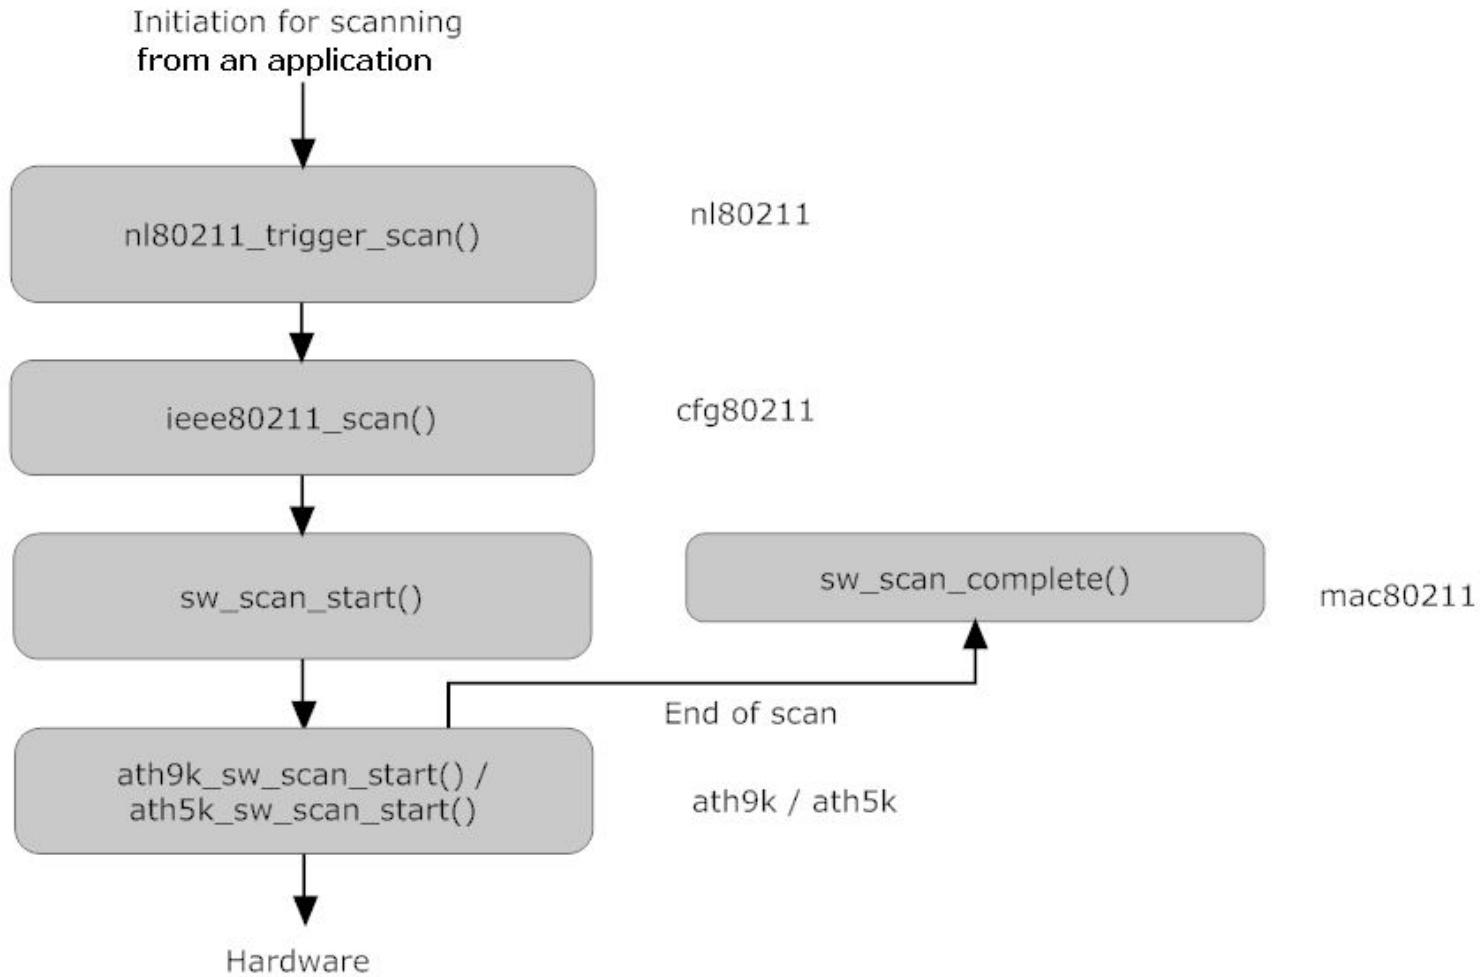 Initiation for scanning
from an application
nl80211_trigger_scan()
nl80211
ieee80211_scan()
cfg80211
sw_scan_start()
sw_scan_complete()
mac80211
End of scan
ath9k_sw_scan_start() /
ath5k_sw_scan_start()
ath9k / ath5k
Hardware